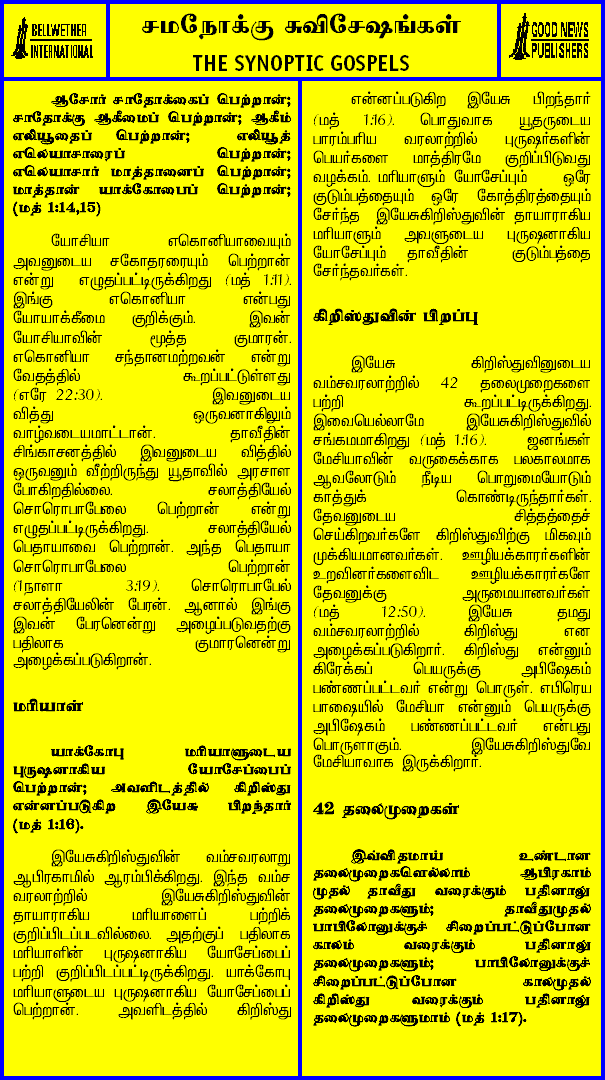 BELLWETHER
INTERNATIONAL
சமநோக்கு சுவிசேஷங்கள்
THE SYNOPTIC GOSPELS
GOOD NEWS
PUBLISHERS
ஆசோர் சாதோக்கைப் பெற்றான்;
சாதோக்கு ஆகீமைப் பெற்றான்; ஆகீம்
எலியூதைப் பெற்றான்; எலியூத்
எலெயாசாரைப் பெற்றான்;
எலெயாசார் மாத்தானைப் பெற்றான்;
மாத்தான் யாக்கோபைப் பெற்றான்;
(மத் 1:14,15)
யோசியா எகொனியாவையும்
அவனுடைய சகோதரரையும் பெற்றான்
என்று எழுதப்பட்டிருக்கிறது (மத் 1:11).
இங்கு எகொனியா என்பது
யோயாக்கீமை குறிக்கும். இவன்
யோசியாவின் மூத்த குமாரன்.
எகொனியா சந்தானமற்றவன் என்று
வேதத்தில் கூறப்பட்டுள்ளது
(எரே 22:30). இவனுடைய
வித்து ஒருவனாகிலும்
வாழ்வடையமாட்டான். தாவீதின்
சிங்காசனத்தில் இவனுடைய வித்தில்
ஒருவனும் வீற்றிருந்து யூதாவில் அரசாள
போகிறதில்லை. சலாத்தியேல்
சொரொபாபேலை பெற்றான் என்று
எழுதப்பட்டிருக்கிறது. சலாத்தியேல்
பெதாயாவை பெற்றான். அந்த பெதாயா
சொரொபாபேலை பெற்றான்
(1நாளா 3:19). சொரொபாபேல்
சலாத்தியேலின் பேரன். ஆனால் இங்கு
இவன் பேரனென்று அழைப்படுவதற்கு
பதிலாக குமாரனென்று
அழைக்கப்படுகிறான்.
மரியாள்
யாக்கோபு மரியாளுடைய
புருஷனாகிய யோசேப்பைப்
பெற்றான்; அவளிடத்தில் கிறிஸ்து
என்னப்படுகிற இயேசு பிறந்தார்
(மத் 1:16).
இயேசுகிறிஸ்துவின் வம்சவரலாறு
ஆபிரகாமில் ஆரம்பிக்கிறது. இந்த வம்ச
வரலாற்றில் இயேசுகிறிஸ்துவின்
தாயாராகிய மரியாளைப் பற்றிக்
குறிப்பிடப்படவில்லை. அதற்குப் பதிலாக
மரியாளின் புருஷனாகிய யோசேப்பைப்
பற்றி குறிப்பிடப்பட்டிருக்கிறது. யாக்கோபு
மரியாளுடைய புருஷனாகிய யோசேப்பைப்
பெற்றான். அவளிடத்தில் கிறிஸ்து
என்னப்படுகிற இயேசு பிறந்தார்
(மத் 1:16). பொதுவாக யூதருடைய
பாரம்பரிய வரலாற்றில் புருஷர்களின்
பெயர்களை மாத்திரமே குறிப்பிடுவது
வழக்கம். மரியாளும் யோசேப்பும் ஒரே
குடும்பத்தையும் ஒரே கோத்திரத்தையும்
சேர்ந்த இயேசுகிறிஸ்துவின் தாயாராகிய
மரியாளும் அவளுடைய புருஷனாகிய
யோசேப்பும் தாவீதின் குடும்பத்தை
சேர்ந்தவர்கள்.
கிறிஸ்துவின் பிறப்பு
இயேசு கிறிஸ்துவினுடைய
வம்சவரலாற்றில் 42 தலைமுறைகளை
பற்றி கூறப்பட்டிருக்கிறது.
இவையெல்லாமே இயேசுகிறிஸ்துவில்
சங்கமமாகிறது (மத் 1:16). ஜனங்கள்
மேசியாவின் வருகைக்காக பலகாலமாக
ஆவலோடும் நீடிய பொறுமையோடும்
காத்துக் கொண்டிருந்தார்கள்.
தேவனுடைய சித்தத்தைச்
செய்கிறவர்களே கிறிஸ்துவிற்கு மிகவும்
முக்கியமானவர்கள். ஊழியக்காரர்களின்
உறவினர்களைவிட ஊழியக்காரர்களே
தேவனுக்கு அருமையானவர்கள்
(மத் 12:50). இயேசு தமது
வம்சவரலாற்றில் கிறிஸ்து என
அழைக்கப்படுகிறார். கிறிஸ்து என்னும்
கிரேக்கப் பெயருக்கு அபிஷேகம்
பண்ணப்பட்டவர் என்று பொருள். எபிரெய
பாஷையில் மேசியா என்னும் பெயருக்கு
அபிஷேகம் பண்ணப்பட்டவர் என்பது
பொருளாகும். இயேசுகிறிஸ்துவே
மேசியாவாக இருக்கிறார்.
42 தலைமுறைகள்
இவ்விதமாய் உண்டான
தலைமுறைகளெல்லாம் ஆபிரகாம்
முதல் தாவீது வரைக்கும் பதினாலு
தலைமுறைகளும்; தாவீதுமுதல்
பாபிலோனுக்குச் சிறைப்பட்டுப்போன
காலம் வரைக்கும் பதினாலு
தலைமுறைகளும்; பாபிலோனுக்குச்
சிறைப்பட்டுப்போன காலமுதல்
கிறிஸ்து வரைக்கும் பதினாலு
தலைமுறைகளுமாம் (மத் 1:17).